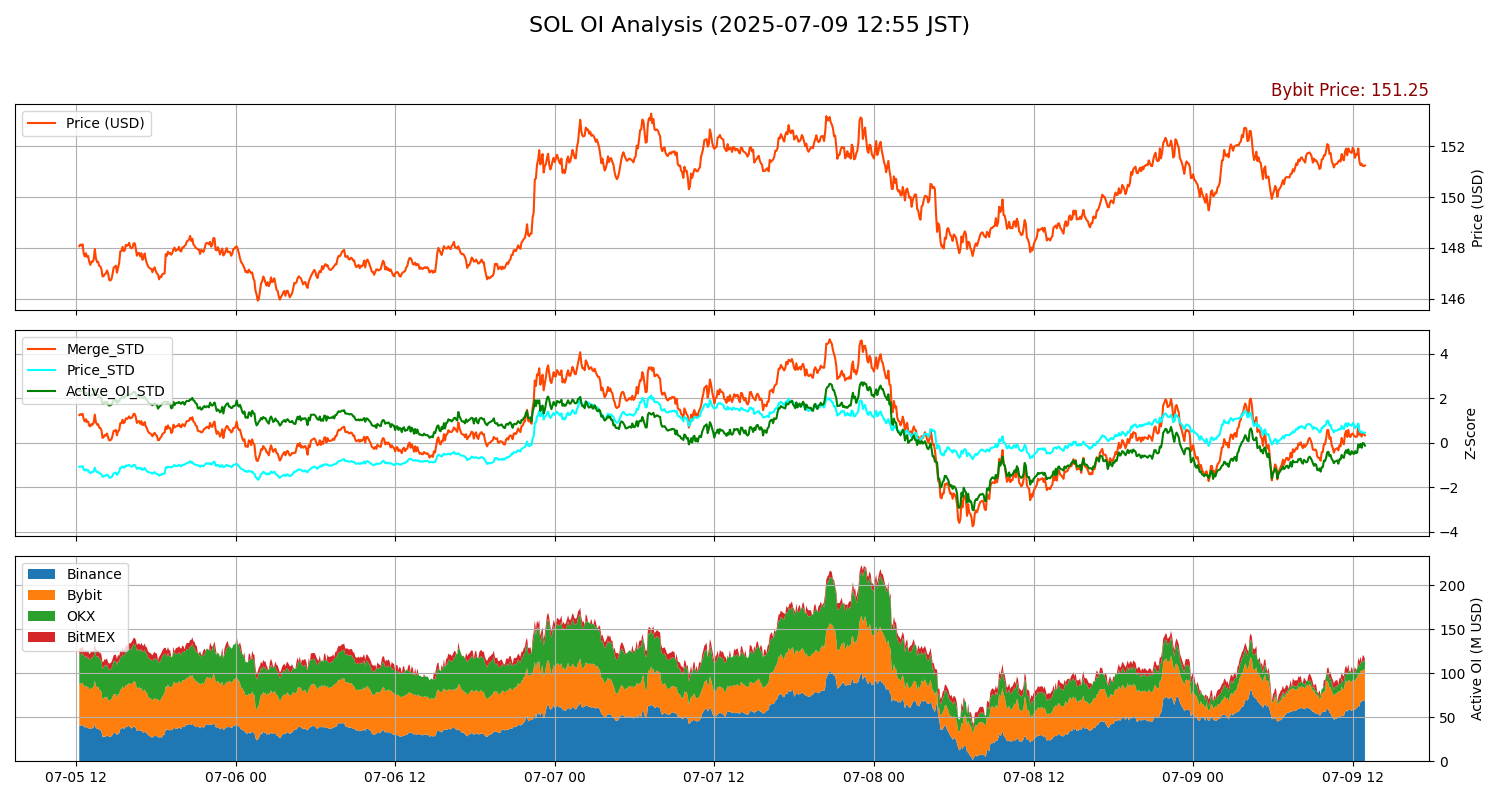 SOL OI Analysis (2025-07-09 12:55 JST)
Bybit Price: 151.25
Price (USD)
152
150
148
146
Price (USD)
Merge_STD
Price_STD
Active_OI_STD
4
2
0
−2
−4
Z-Score
Binance
Bybit
OKX
BitMEX
200
150
100
50
0
Active OI (M USD)
07-05 12
07-06 00
07-06 12
07-07 00
07-07 12
07-08 00
07-08 12
07-09 00
07-09 12